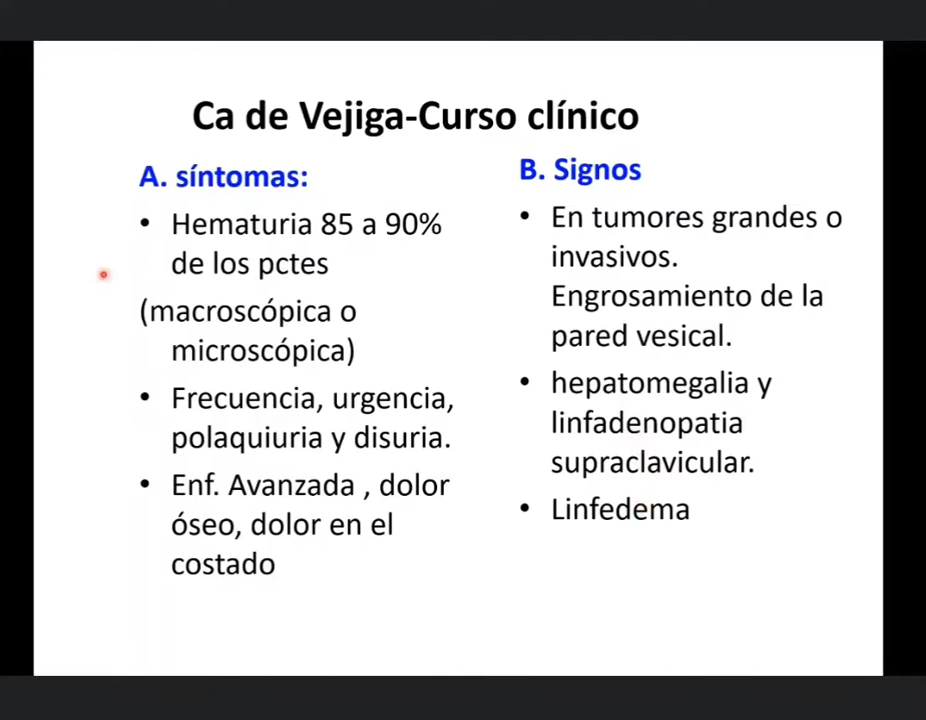 Ca de Vejiga-Curso clínico
A. síntomas:
• Hematuria 85 a 90%
de los pctes
(macroscópica o
microscópica)
• Frecuencia, urgencia,
polaquiuria y disuria.
• Enf. Avanzada , dolor
óseo, dolor en el
costado
B. Signos
• En tumores grandes o
invasivos.
Engrosamiento de la
pared vesical.
• hepatomegalia y
linfadenopatia
supraclavicular.
• Linfedema